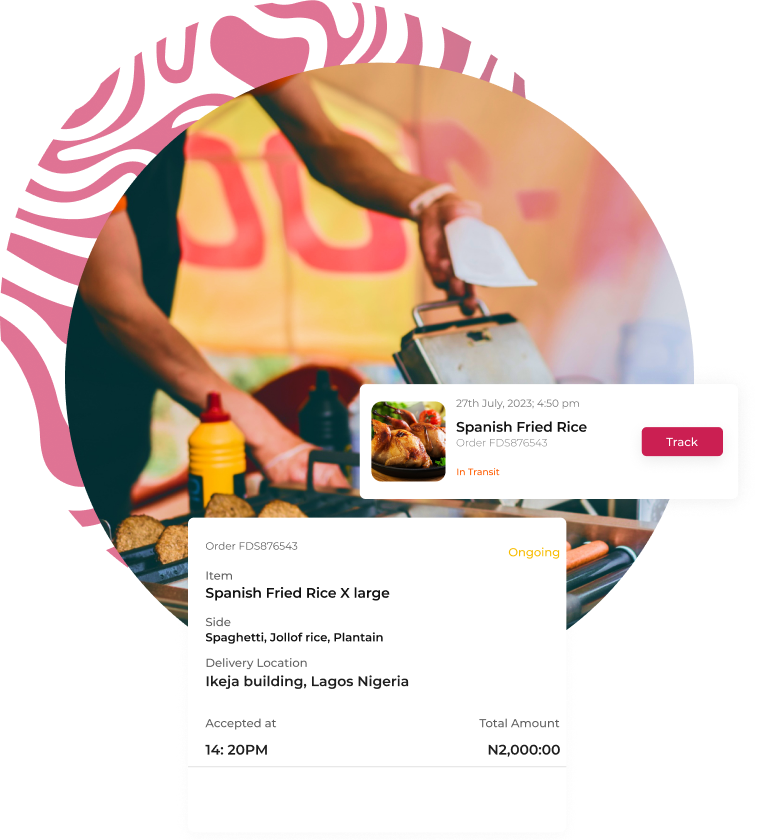 27th July, 2023; 4:50 pm
Spanish Fried Rice
Order FDS876543
Track
In Transit
Order FDS876543
Ongoing
Item
Spanish Fried Rice X large
Side
Spaghetti, Jollof rice, Plantain
Delivery Location
Ikeja building, Lagos Nigeria
Accepted at
Total Amount
14: 20PM
N2,000:00